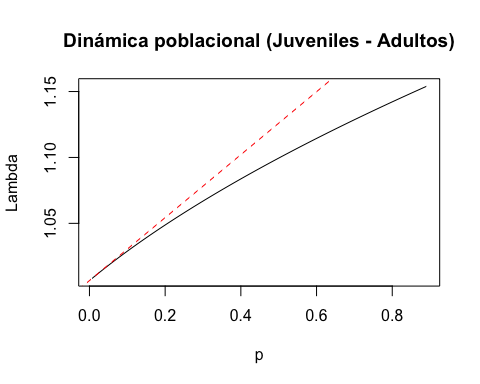 Dinámica poblacional (Juveniles - Adultos)
Lambda
1.15
1.10
1.05
0.0 0.2 0.4 0.6 0.8
p